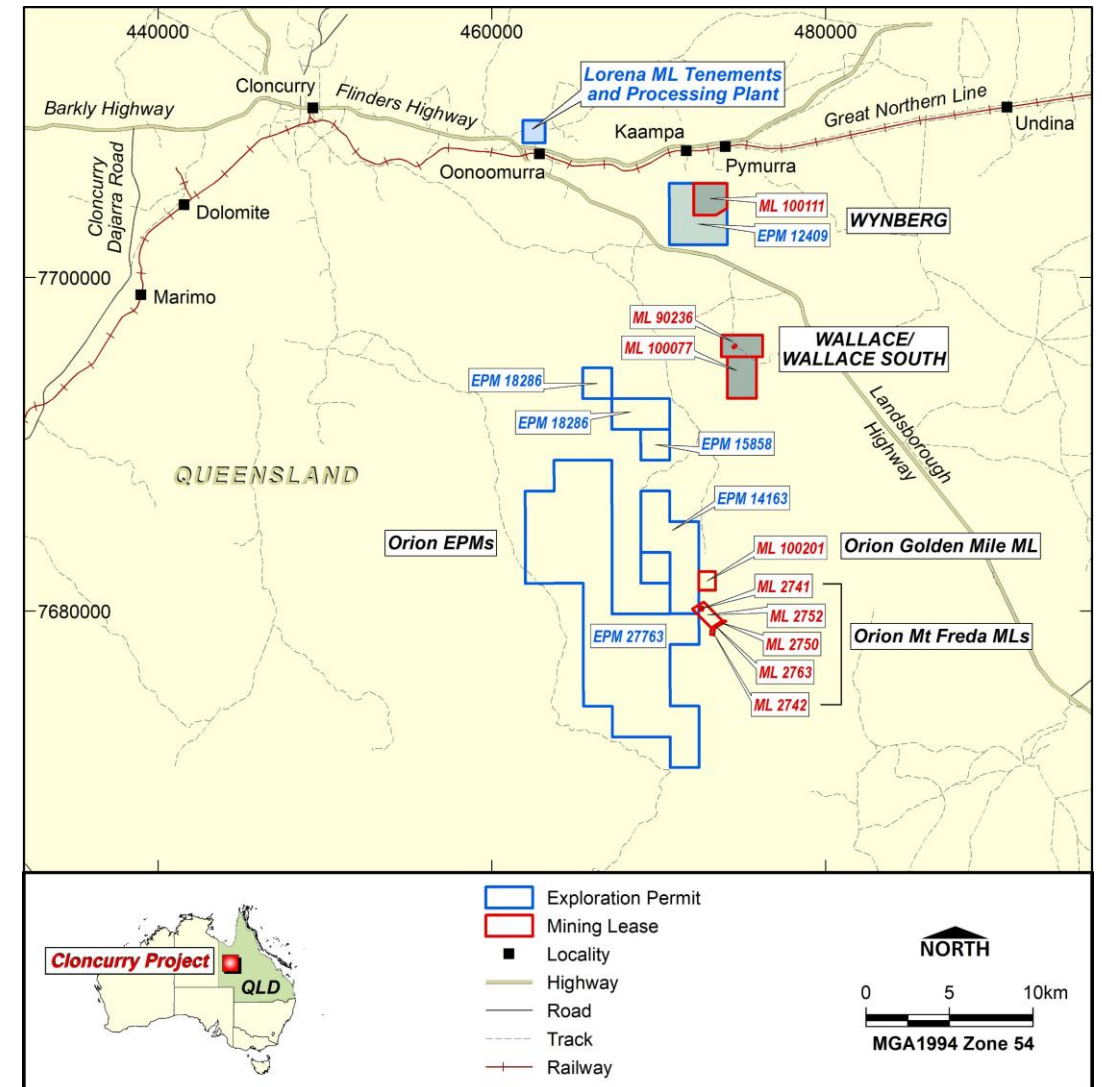 440000
460000
480000
Lorena ML Tenements
and Processing Plant
Cloncurry
Barkly Highway
Flinders Highway
Kaampa
Great Northern Line
Undina
Oonoomurra
Pymurra
Cloncurry
Dajarra Road
Dolomite
ML 100111
WYNBERG
EPM 12409
7700000
Marimo
ML 90236
ML 100077
WALLACE/
WALLACE SOUTH
EPM 18286
EPM 18286
EPM 15858
Landsborough
Highway
QUEENSLAND
EPM 14163
Orion EPMs
ML 100201
Orion Golden Mile ML
7680000
ML 2741
ML 2752
EPM 27763
ML 2750
Orion Mt Freda MLs
ML 2763
ML 2742
Cloncurry Project
QLD
Exploration Permit
Mining Lease
Locality
Highway
Road
Track
Railway
NORTH
0 5 10km
MGA1994 Zone 54